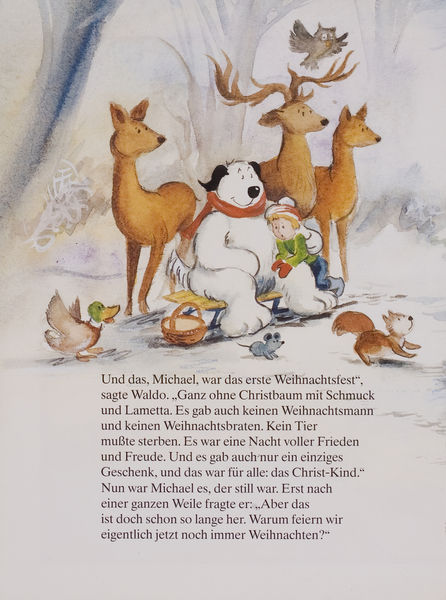 Und das, Michael, war das erste Weihnachtsfest“,
sagte Waldo. „Ganz ohne Christbaum mit Schmuck
und Lametta. Es gab auch keinen Weihnachtsmann
und keinen Weihnachtsbraten. Kein Tier
mußte sterben. Es war eine Nacht voller Frieden
und Freude. Und es gab auch nur ein einziges
Geschenk, und das war für alle: das Christ-Kind.“
Nun war Michael es, der still war. Erst nach
einer ganzen Weile fragte er: „Aber das
ist doch schon so lange her. Warum feiern wir
eigentlich jetzt noch immer Weihnachten?“